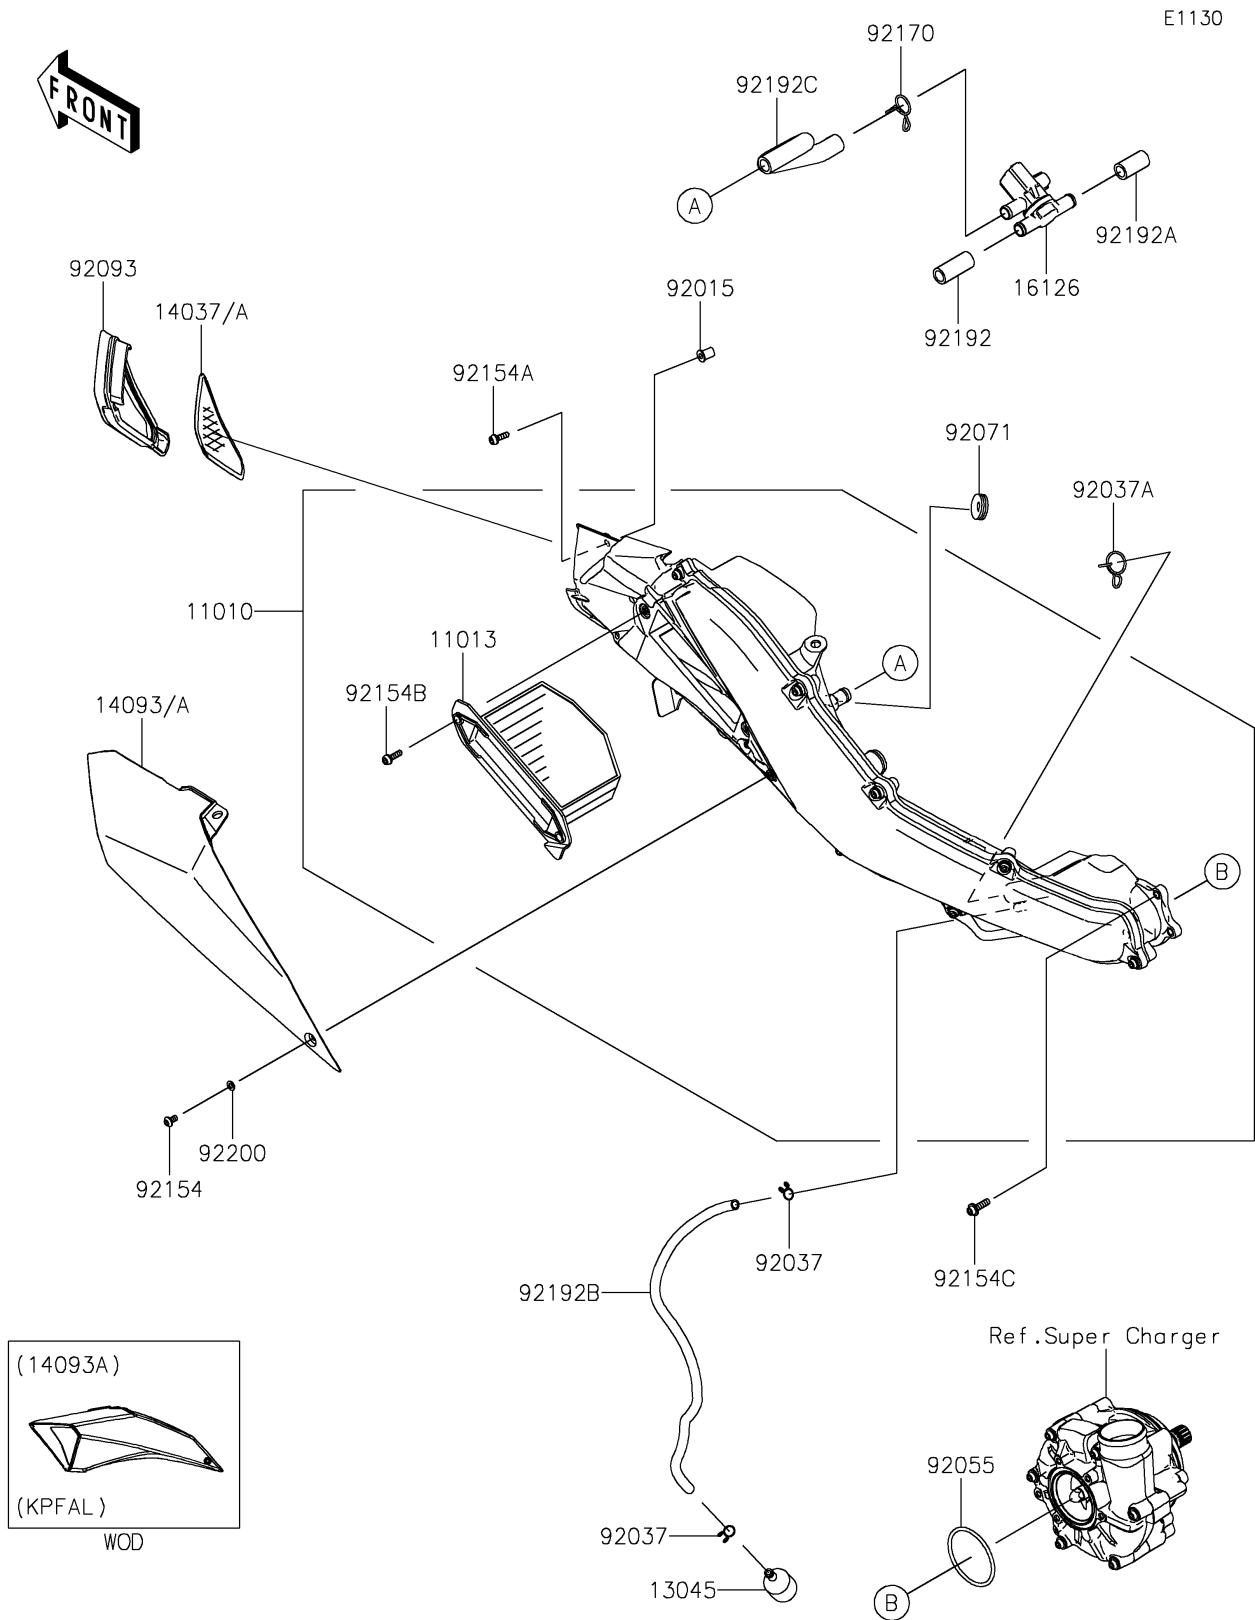 E1130
FRONT
92170
92192C
A
92192A
16126
92192
92093
14037/A
92015
92154A
92071
92037A
11010
11013
A
92154B
14093/A
B
92200
92154
92037
92154C
92192B
Ref.Super Charger
(14093A)
(KPFAL)
WOD
92055
92037
13045
B